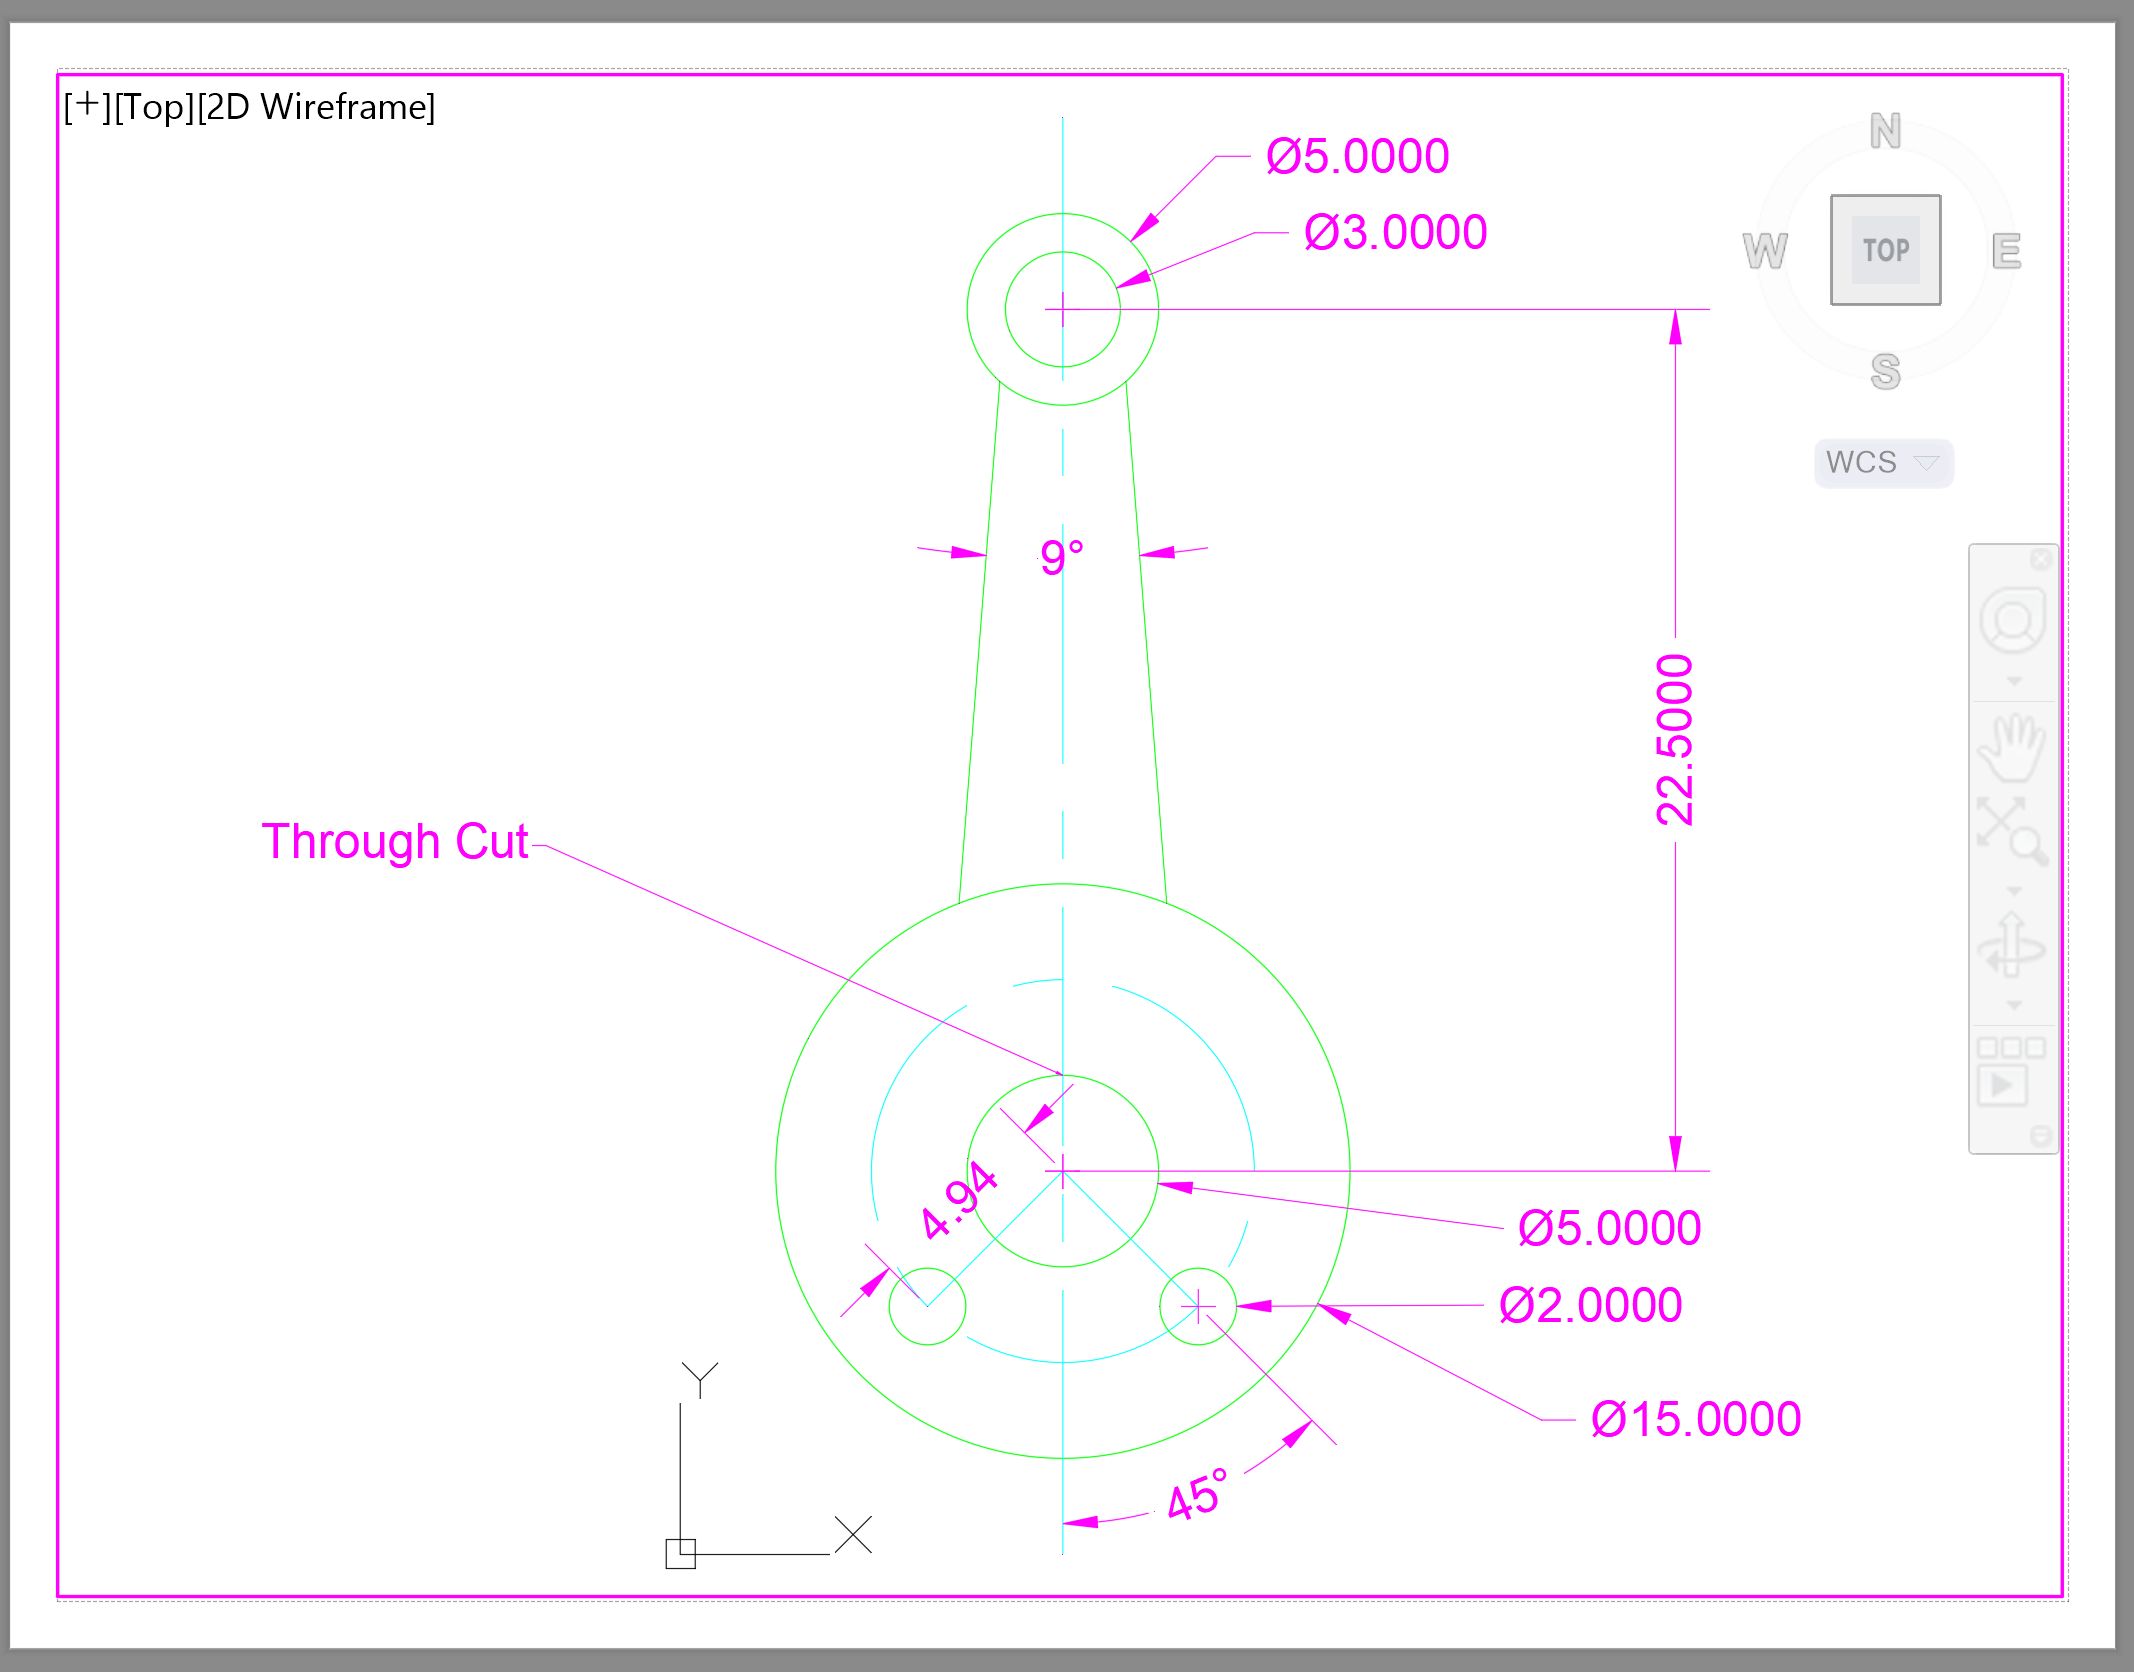 [+][Top][2D Wireframe]
N
W
TOP
E
S
WCS
Ø5.0000
Ø3.0000
9°
22.5000
Through Cut
4.94
Ø5.0000
Ø2.0000
Ø15.0000
45°
Y
X